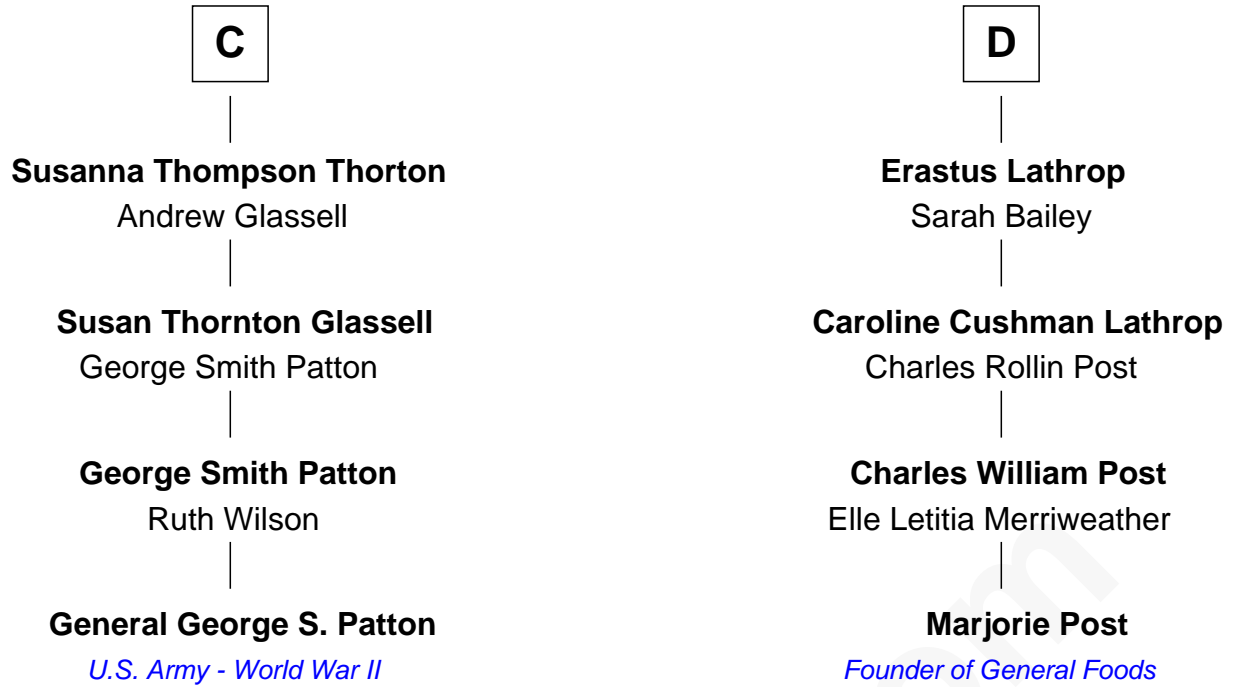 C
Susanna Thompson Thorton
Andrew Glassell
Susan Thornton Glassell
George Smith Patton
George Smith Patton
Ruth Wilson
General George S. Patton
U.S. Army - World War II
D
Erastus Lathrop
Sarah Bailey
Caroline Cushman Lathrop
Charles Rollin Post
Charles William Post
Elle Letitia Merriweather
Marjorie Post
Founder of General Foods